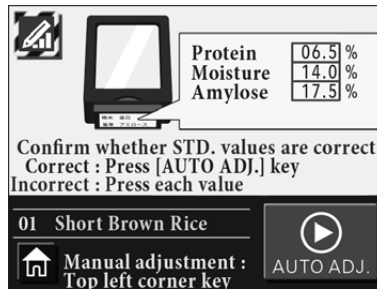 Protein 06.5 %
Moisture 14.0 %
Amylose 17.5 %
Confirm whether STD. values are correct
Correct : Press [AUTO ADJ.] key
Incorrect : Press each value
01 Short Brown Rice
Manual adjustment :
Top left corner key
AUTO ADJ.